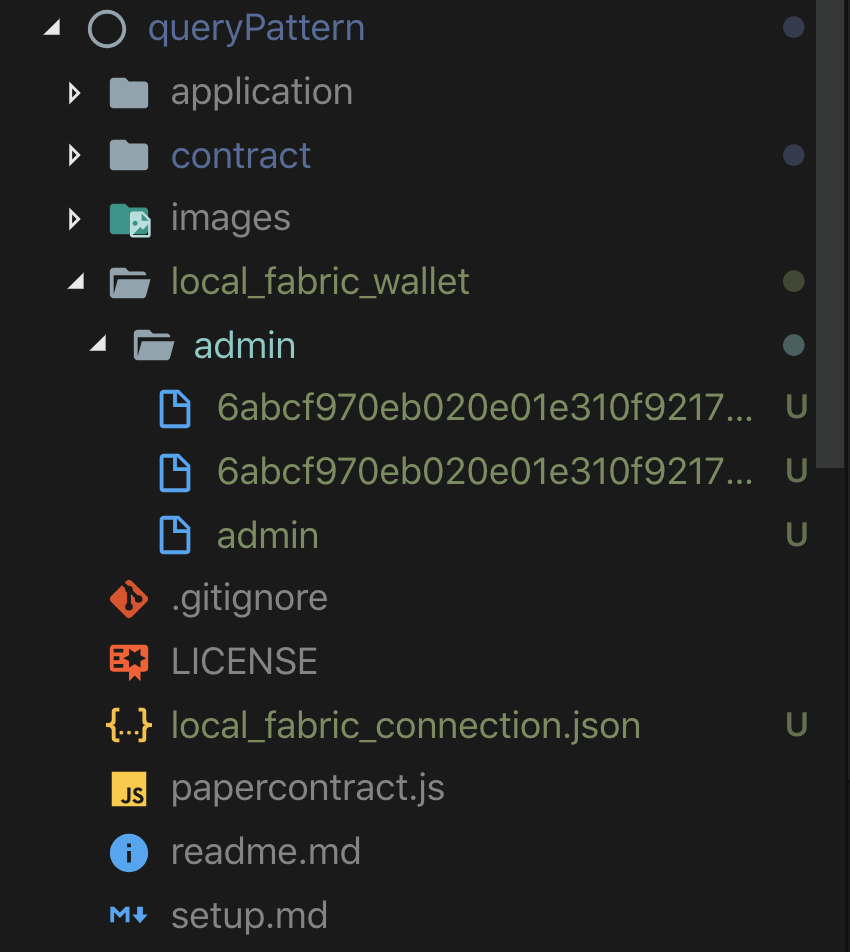 queryPattern
application
contract
images
local_fabric_wallet
admin
6abcf970eb020e01e310f9217... U
6abcf970eb020e01e310f9217... U
admin U
.gitignore
LICENSE
{...} local_fabric_connection.json U
JS papercontract.js
i readme.md
M setup.md